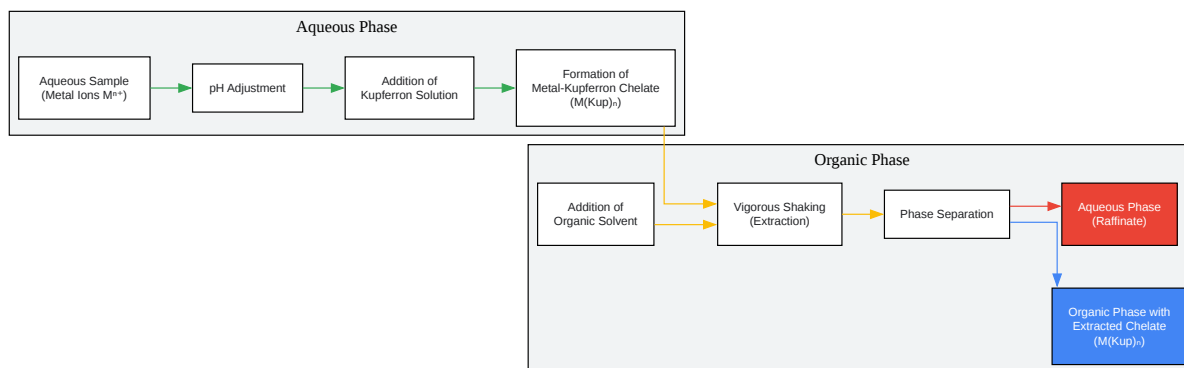 Aqueous Phase
Aqueous Sample
(Metal Ions Mⁿ⁺)
pH Adjustment
Addition of
Kupferron Solution
Formation of
Metal-Kupferron Chelate
(M(Kup)ₙ)
Organic Phase
Addition of
Organic Solvent
Vigorous Shaking
(Extraction)
Phase Separation
Aqueous Phase
(Raffinate)
Organic Phase with
Extracted Chelate
(M(Kup)ₙ)